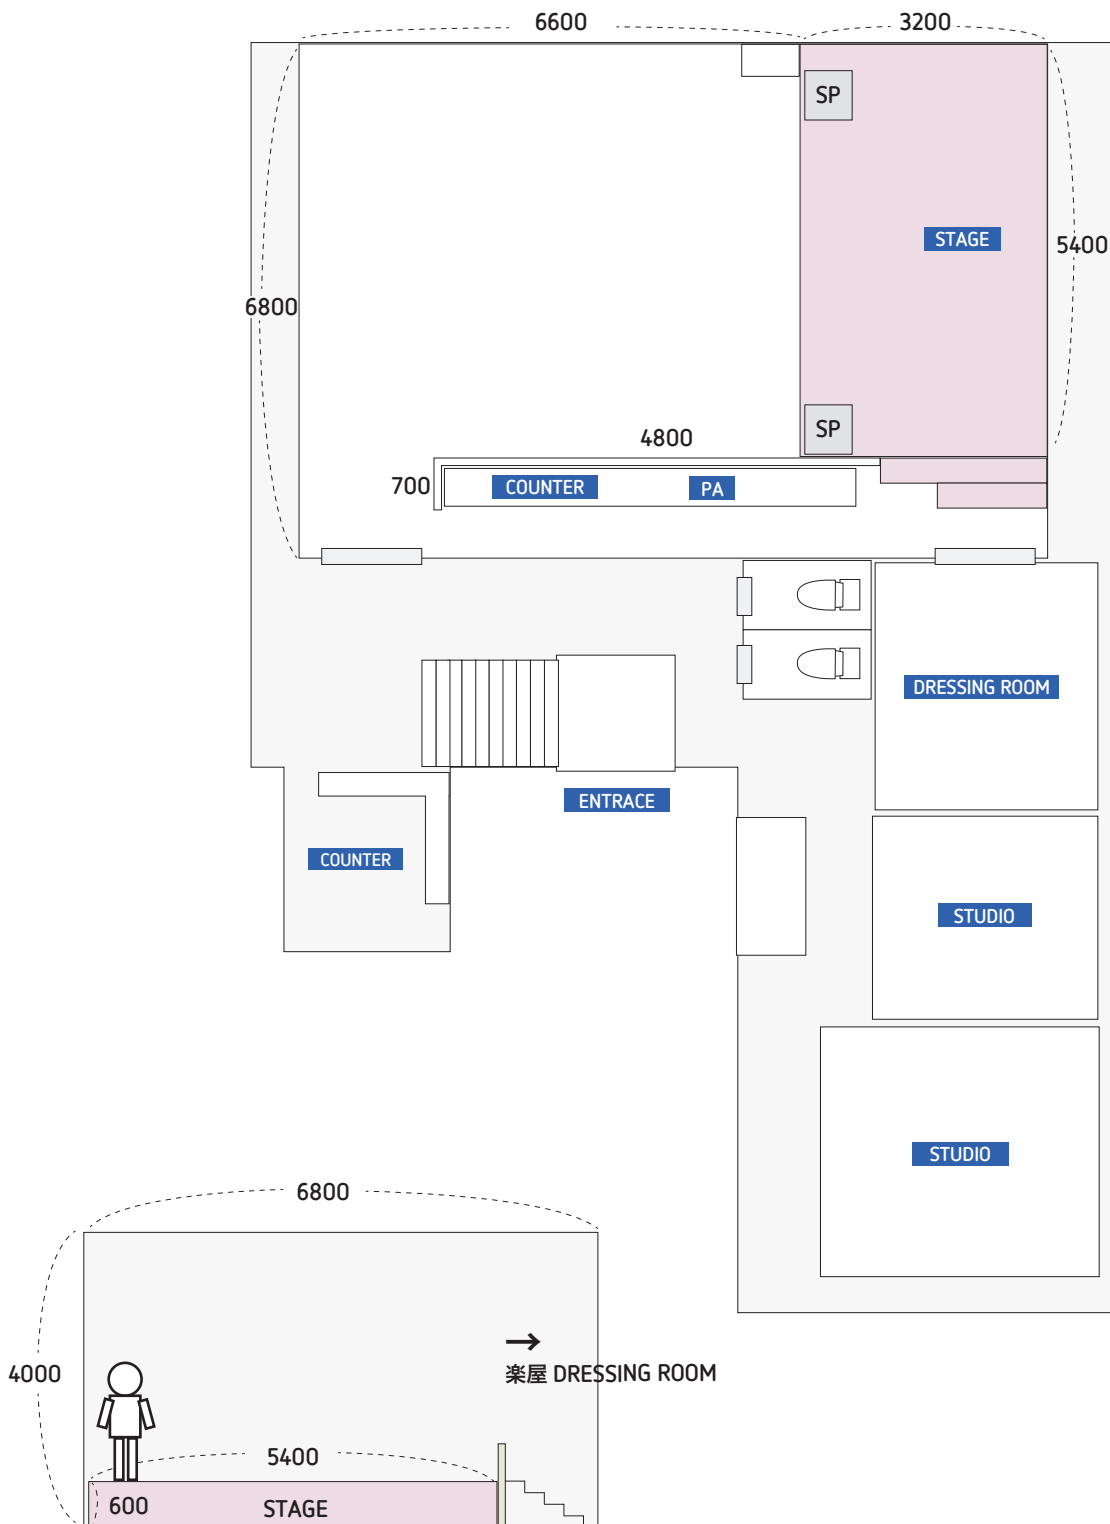 6600
3200
SP
STAGE
5400
6800
SP
4800
700
COUNTER
PA
DRESSING ROOM
ENTRACE
COUNTER
STUDIO
STUDIO
6800
4000
→
楽屋 DRESSING ROOM
5400
600
STAGE